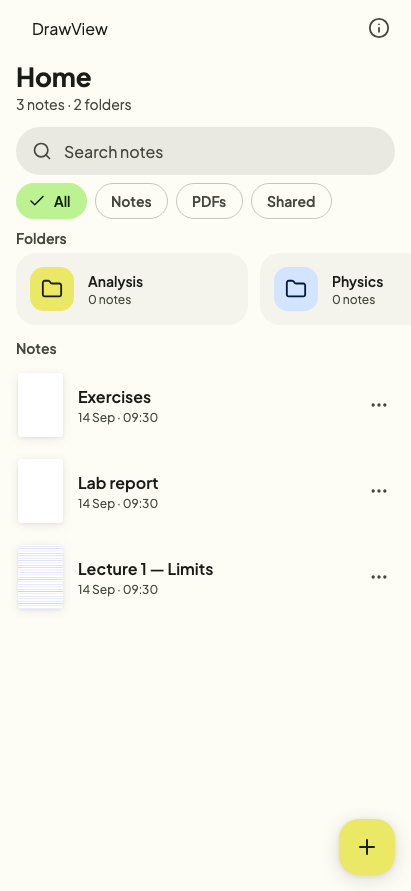 DrawView
Home
3 notes · 2 folders
Search notes
All Notes PDFs Shared
Folders
Analysis
0 notes
Physics
0 notes
Notes
Exercises
14 Sep · 09:30
Lab report
14 Sep · 09:30
Lecture 1 — Limits
14 Sep · 09:30